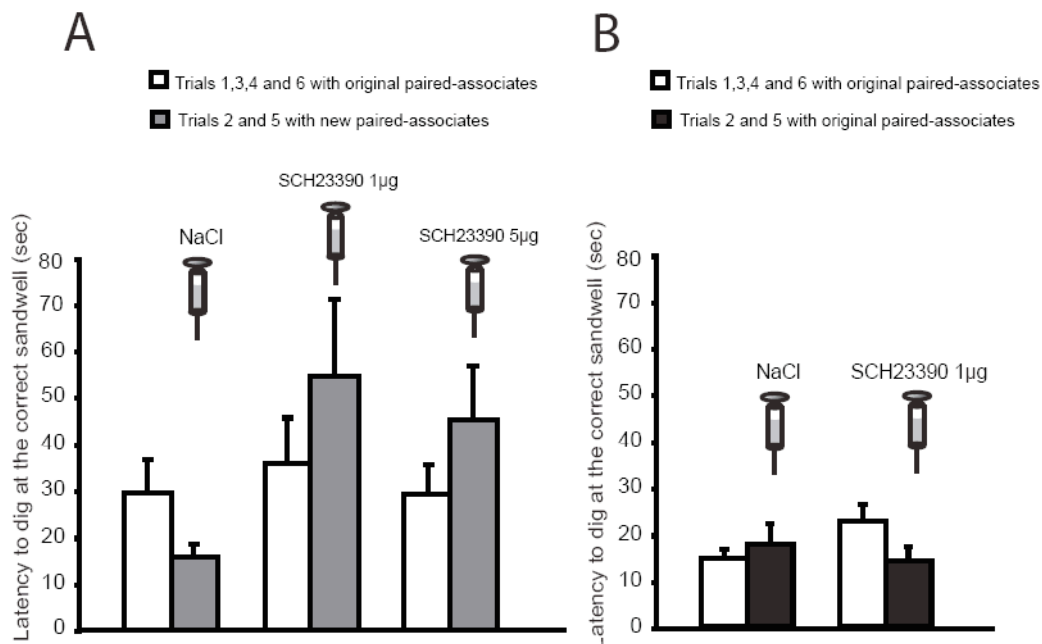 A
Trials 1,3,4 and 6 with original paired-associates
Trials 2 and 5 with new paired-associates
SCH23390 1µg
NaCl
SCH23390 5µg
Latency to dig at the correct sandwell (sec)
80
70
60
50
40
30
20
10
0
B
Trials 1,3,4 and 6 with original paired-associates
Trials 2 and 5 with original paired-associates
NaCl
SCH23390 1µg
Latency to dig at the correct sandwell (sec)
80
70
60
50
40
30
20
10
0